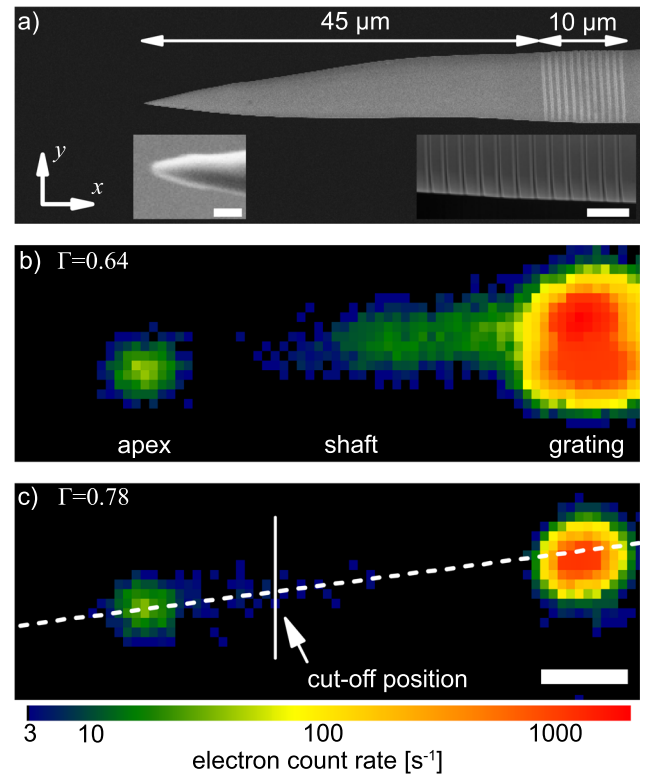 a)
45 μm
10 μm
y
x
b) Γ=0.64
apex shaft grating
c) Γ=0.78
cut-off position
3 10 100 1000
electron count rate [s⁻¹]